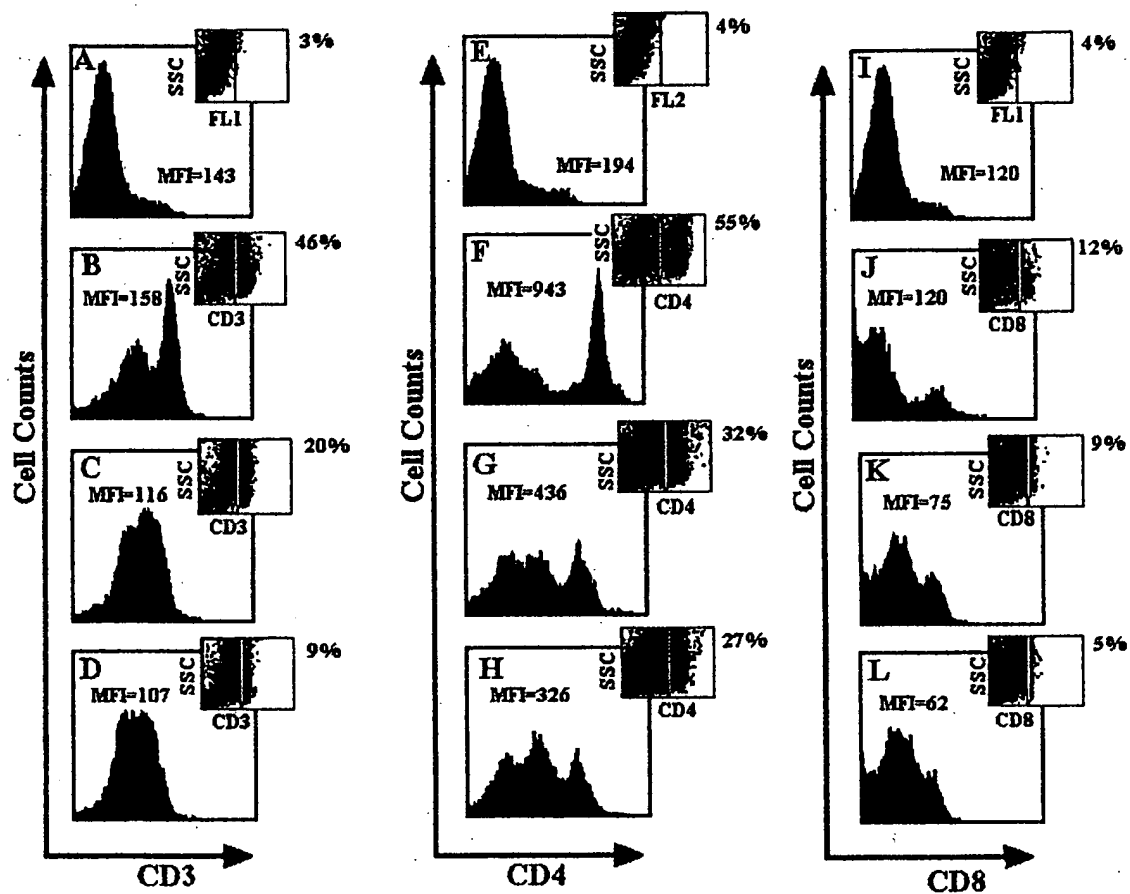 A
SSC
3%
FL1
MFI=143
B
SSC
46%
MFI=158
CD3
C
SSC
20%
MFI=116
CD3
D
SSC
9%
MFI=107
CD3
Cell Counts
CD3
E
SSC
4%
FL2
MFI=194
F
SSC
55%
MFI=943
CD4
G
SSC
32%
MFI=436
CD4
H
SSC
27%
MFI=326
CD4
Cell Counts
CD4
I
SSC
4%
FL1
MFI=120
J
SSC
12%
MFI=120
CD8
K
SSC
9%
MFI=75
CD8
L
SSC
5%
MFI=62
CD8
Cell Counts
CD8